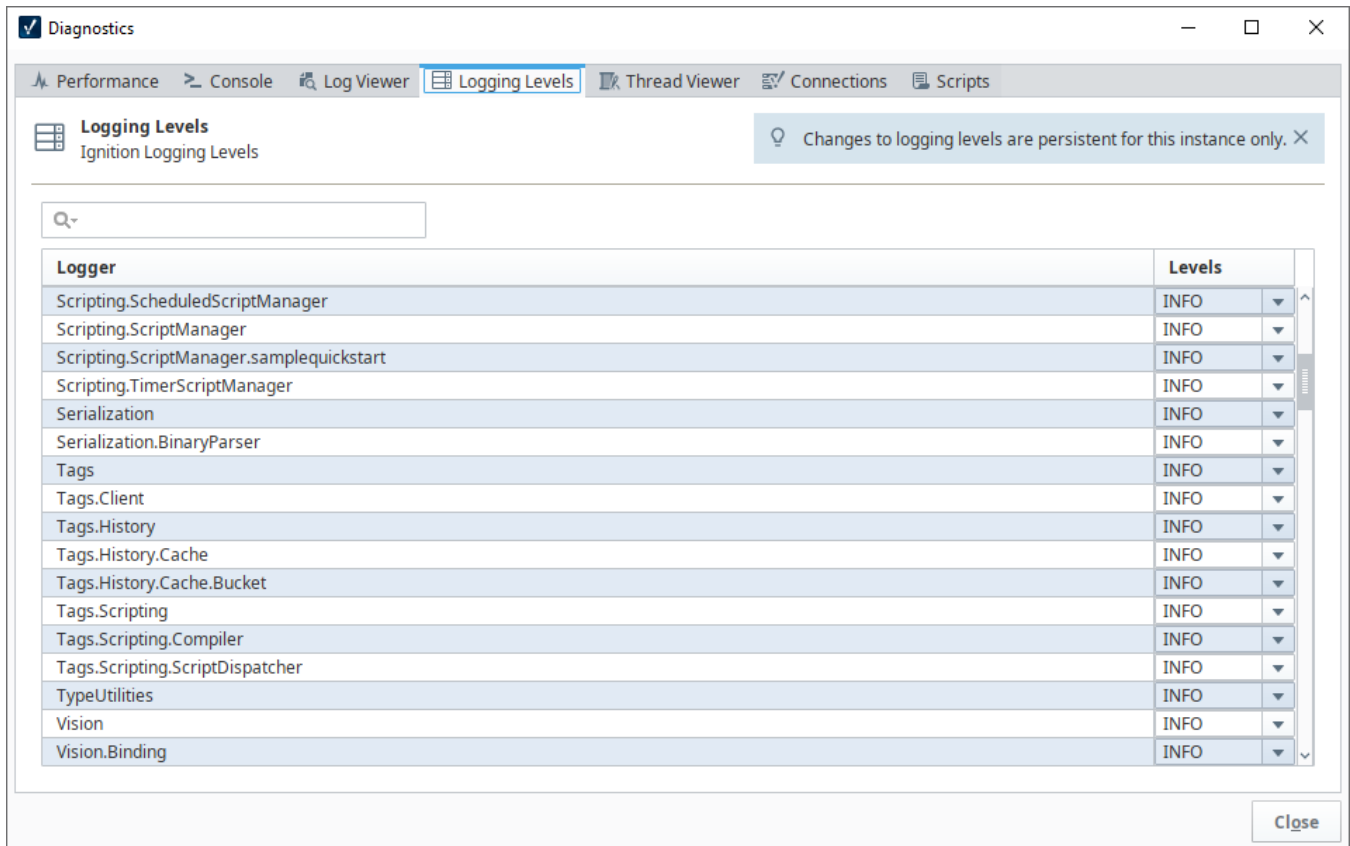 Diagnostics
Performance Console Log Viewer Logging Levels Thread Viewer Connections Scripts
Logging Levels
Ignition Logging Levels
Changes to logging levels are persistent for this instance only.
Logger Levels
Scripting.ScheduledScriptManager INFO
Scripting.ScriptManager INFO
Scripting.ScriptManager.samplequickstart INFO
Scripting.TimerScriptManager INFO
Serialization INFO
Serialization.BinaryParser INFO
Tags INFO
Tags.Client INFO
Tags.History INFO
Tags.History.Cache INFO
Tags.History.Cache.Bucket INFO
Tags.Scripting INFO
Tags.Scripting.Compiler INFO
Tags.Scripting.ScriptDispatcher INFO
TypeUtilities INFO
Vision INFO
Vision.Binding INFO
Close